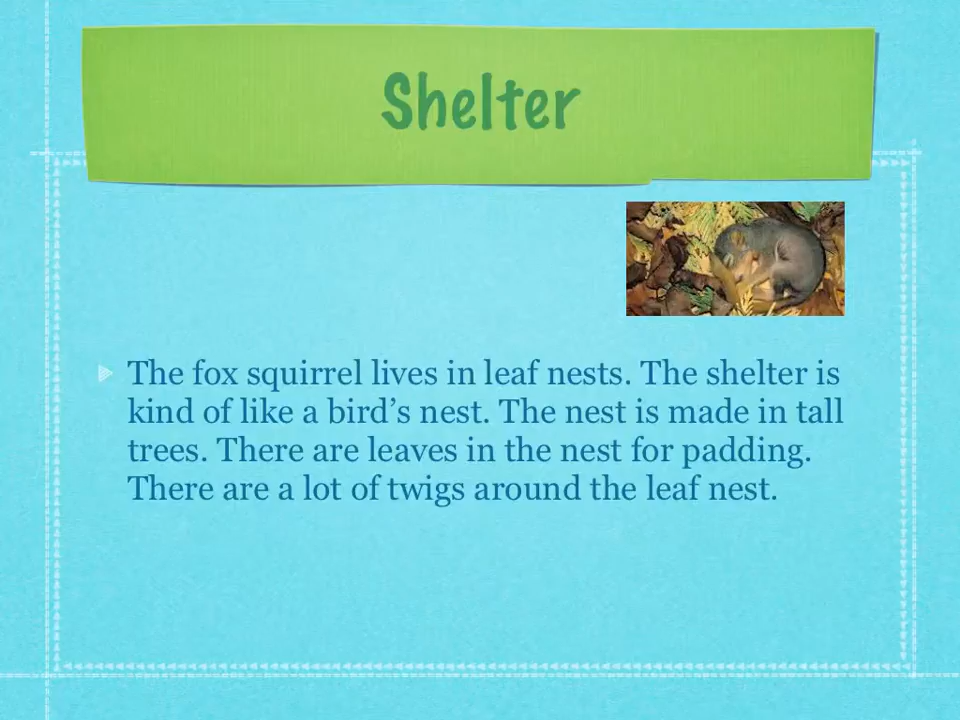 Shelter
The fox squirrel lives in leaf nests. The shelter is
kind of like a bird’s nest. The nest is made in tall
trees. There are leaves in the nest for padding.
There are a lot of twigs around the leaf nest.